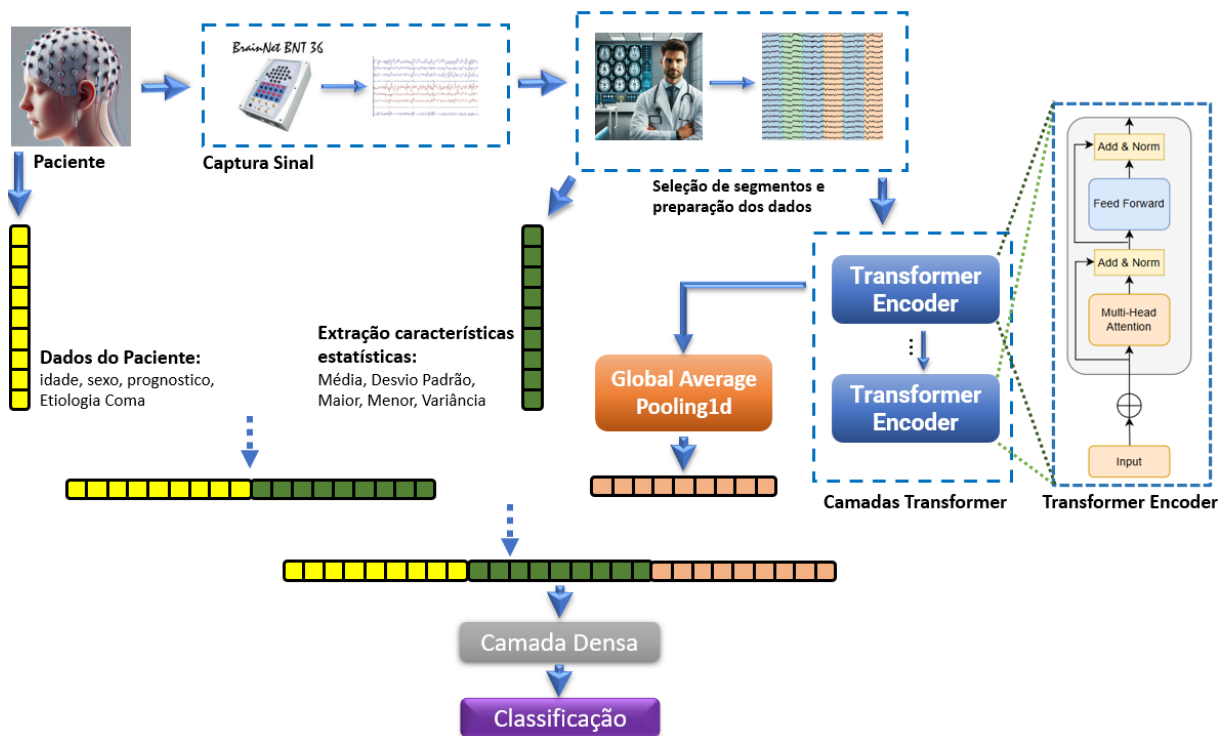 BrainNet BNT 36
Paciente
Captura Sinal
Seleção de segmentos e
preparação dos dados
Dados do Paciente:
idade, sexo, prognostico,
Etiologia Coma
Extração características
estatísticas:
Média, Desvio Padrão,
Maior, Menor, Variância
Global Average
Pooling1d
Transformer
Encoder
...
Transformer
Encoder
Camadas Transformer
Add & Norm
Feed Forward
Add & Norm
Multi-Head
Attention
Input
Transformer Encoder
Camada Densa
Classificação